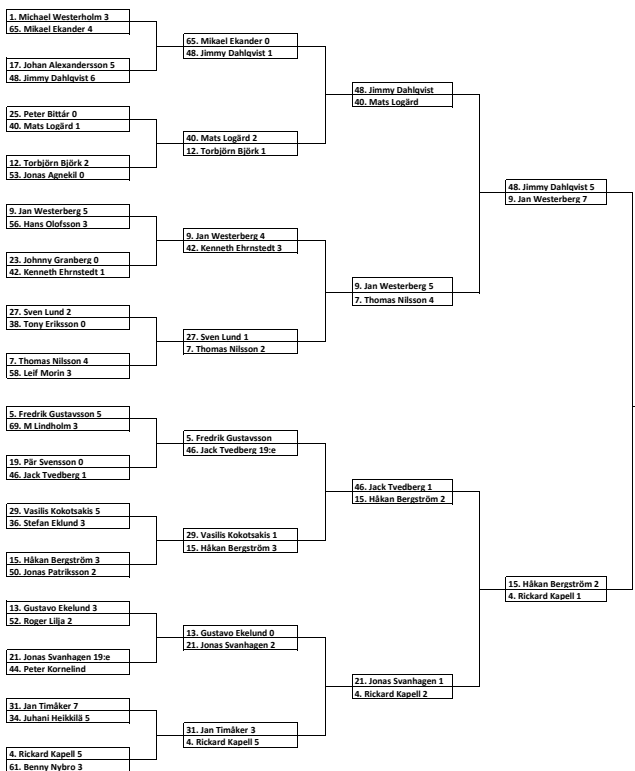 1. Michael Westerholm 3
65. Mikael Ekander 4
17. Johan Alexandersson 5
48. Jimmy Dahlqvist 6
25. Peter Bittár 0
40. Mats Logärd 1
12. Torbjörn Björk 2
53. Jonas Agnekil 0
9. Jan Westerberg 5
56. Hans Olofsson 3
23. Johnny Granberg 0
42. Kenneth Ehrnstedt 1
27. Sven Lund 2
38. Tony Eriksson 0
7. Thomas Nilsson 4
58. Leif Morin 3
5. Fredrik Gustavsson 5
69. M Lindholm 3
19. Pär Svensson 0
46. Jack Tvedberg 1
29. Vasilis Kokotsakis 5
36. Stefan Eklund 3
15. Håkan Bergström 3
50. Jonas Patriksson 2
13. Gustavo Ekelund 3
52. Roger Lilja 2
21. Jonas Svanhagen 19:e
44. Peter Kornelind
31. Jan Timåker 7
34. Juhani Heikkilä 5
4. Rickard Kapell 5
61. Benny Nybro 3
65. Mikael Ekander 0
48. Jimmy Dahlqvist 1
40. Mats Logärd 2
12. Torbjörn Björk 1
9. Jan Westerberg 4
42. Kenneth Ehrnstedt 3
27. Sven Lund 1
7. Thomas Nilsson 2
5. Fredrik Gustavsson
46. Jack Tvedberg 19:e
29. Vasilis Kokotsakis 1
15. Håkan Bergström 3
13. Gustavo Ekelund 0
21. Jonas Svanhagen 2
31. Jan Timåker 3
4. Rickard Kapell 5
48. Jimmy Dahlqvist
40. Mats Logärd
9. Jan Westerberg 5
7. Thomas Nilsson 4
46. Jack Tvedberg 1
15. Håkan Bergström 2
21. Jonas Svanhagen 1
4. Rickard Kapell 2
48. Jimmy Dahlqvist 5
9. Jan Westerberg 7
15. Håkan Bergström 2
4. Rickard Kapell 1